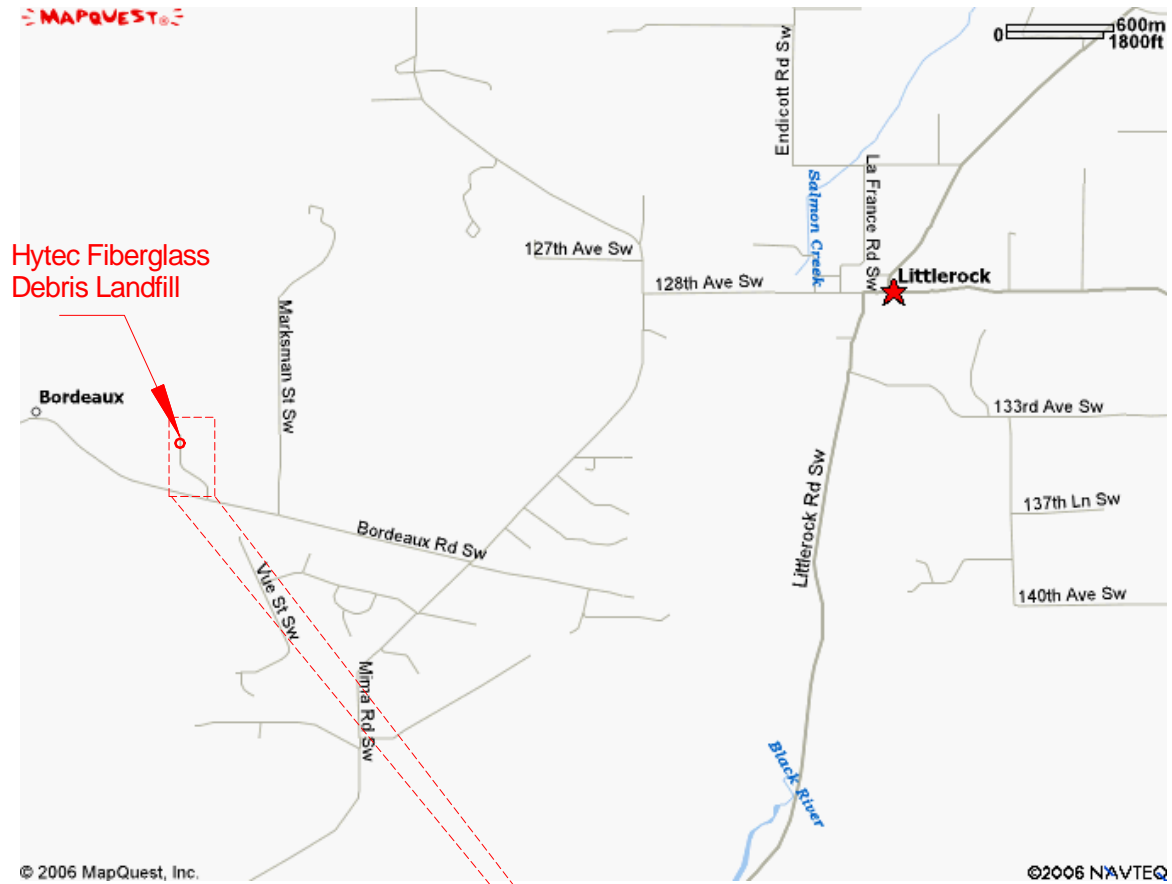 MAPQUEST®
0 600m
1800ft
Endicott Rd Sw
La France Rd Sw
Salmon Creek
127th Ave Sw
Hytec Fiberglass
Debris Landfill
128th Ave Sw
Littlerock
Marksman St Sw
Bordeaux
133rd Ave Sw
Littlerock Rd Sw
137th Ln Sw
Bordeaux Rd Sw
Vue St Sw
140th Ave Sw
Mima Rd Sw
Black River
© 2006 MapQuest, Inc.
©2006 NAVTEQ